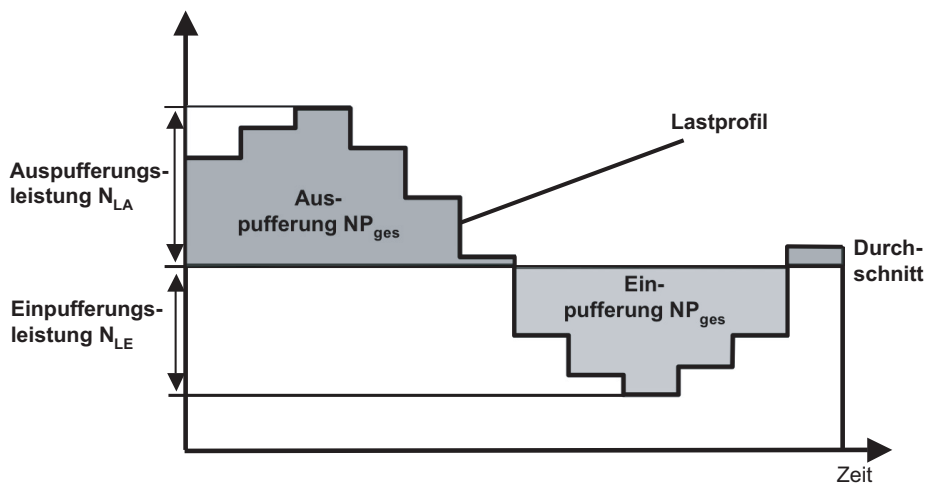 Lastprofil
Auspufferungs-
leistung N_LA
Aus-
pufferung NP_ges
Durch-
schnitt
Ein-
pufferung NP_ges
Einpufferungs-
leistung N_LE
Zeit